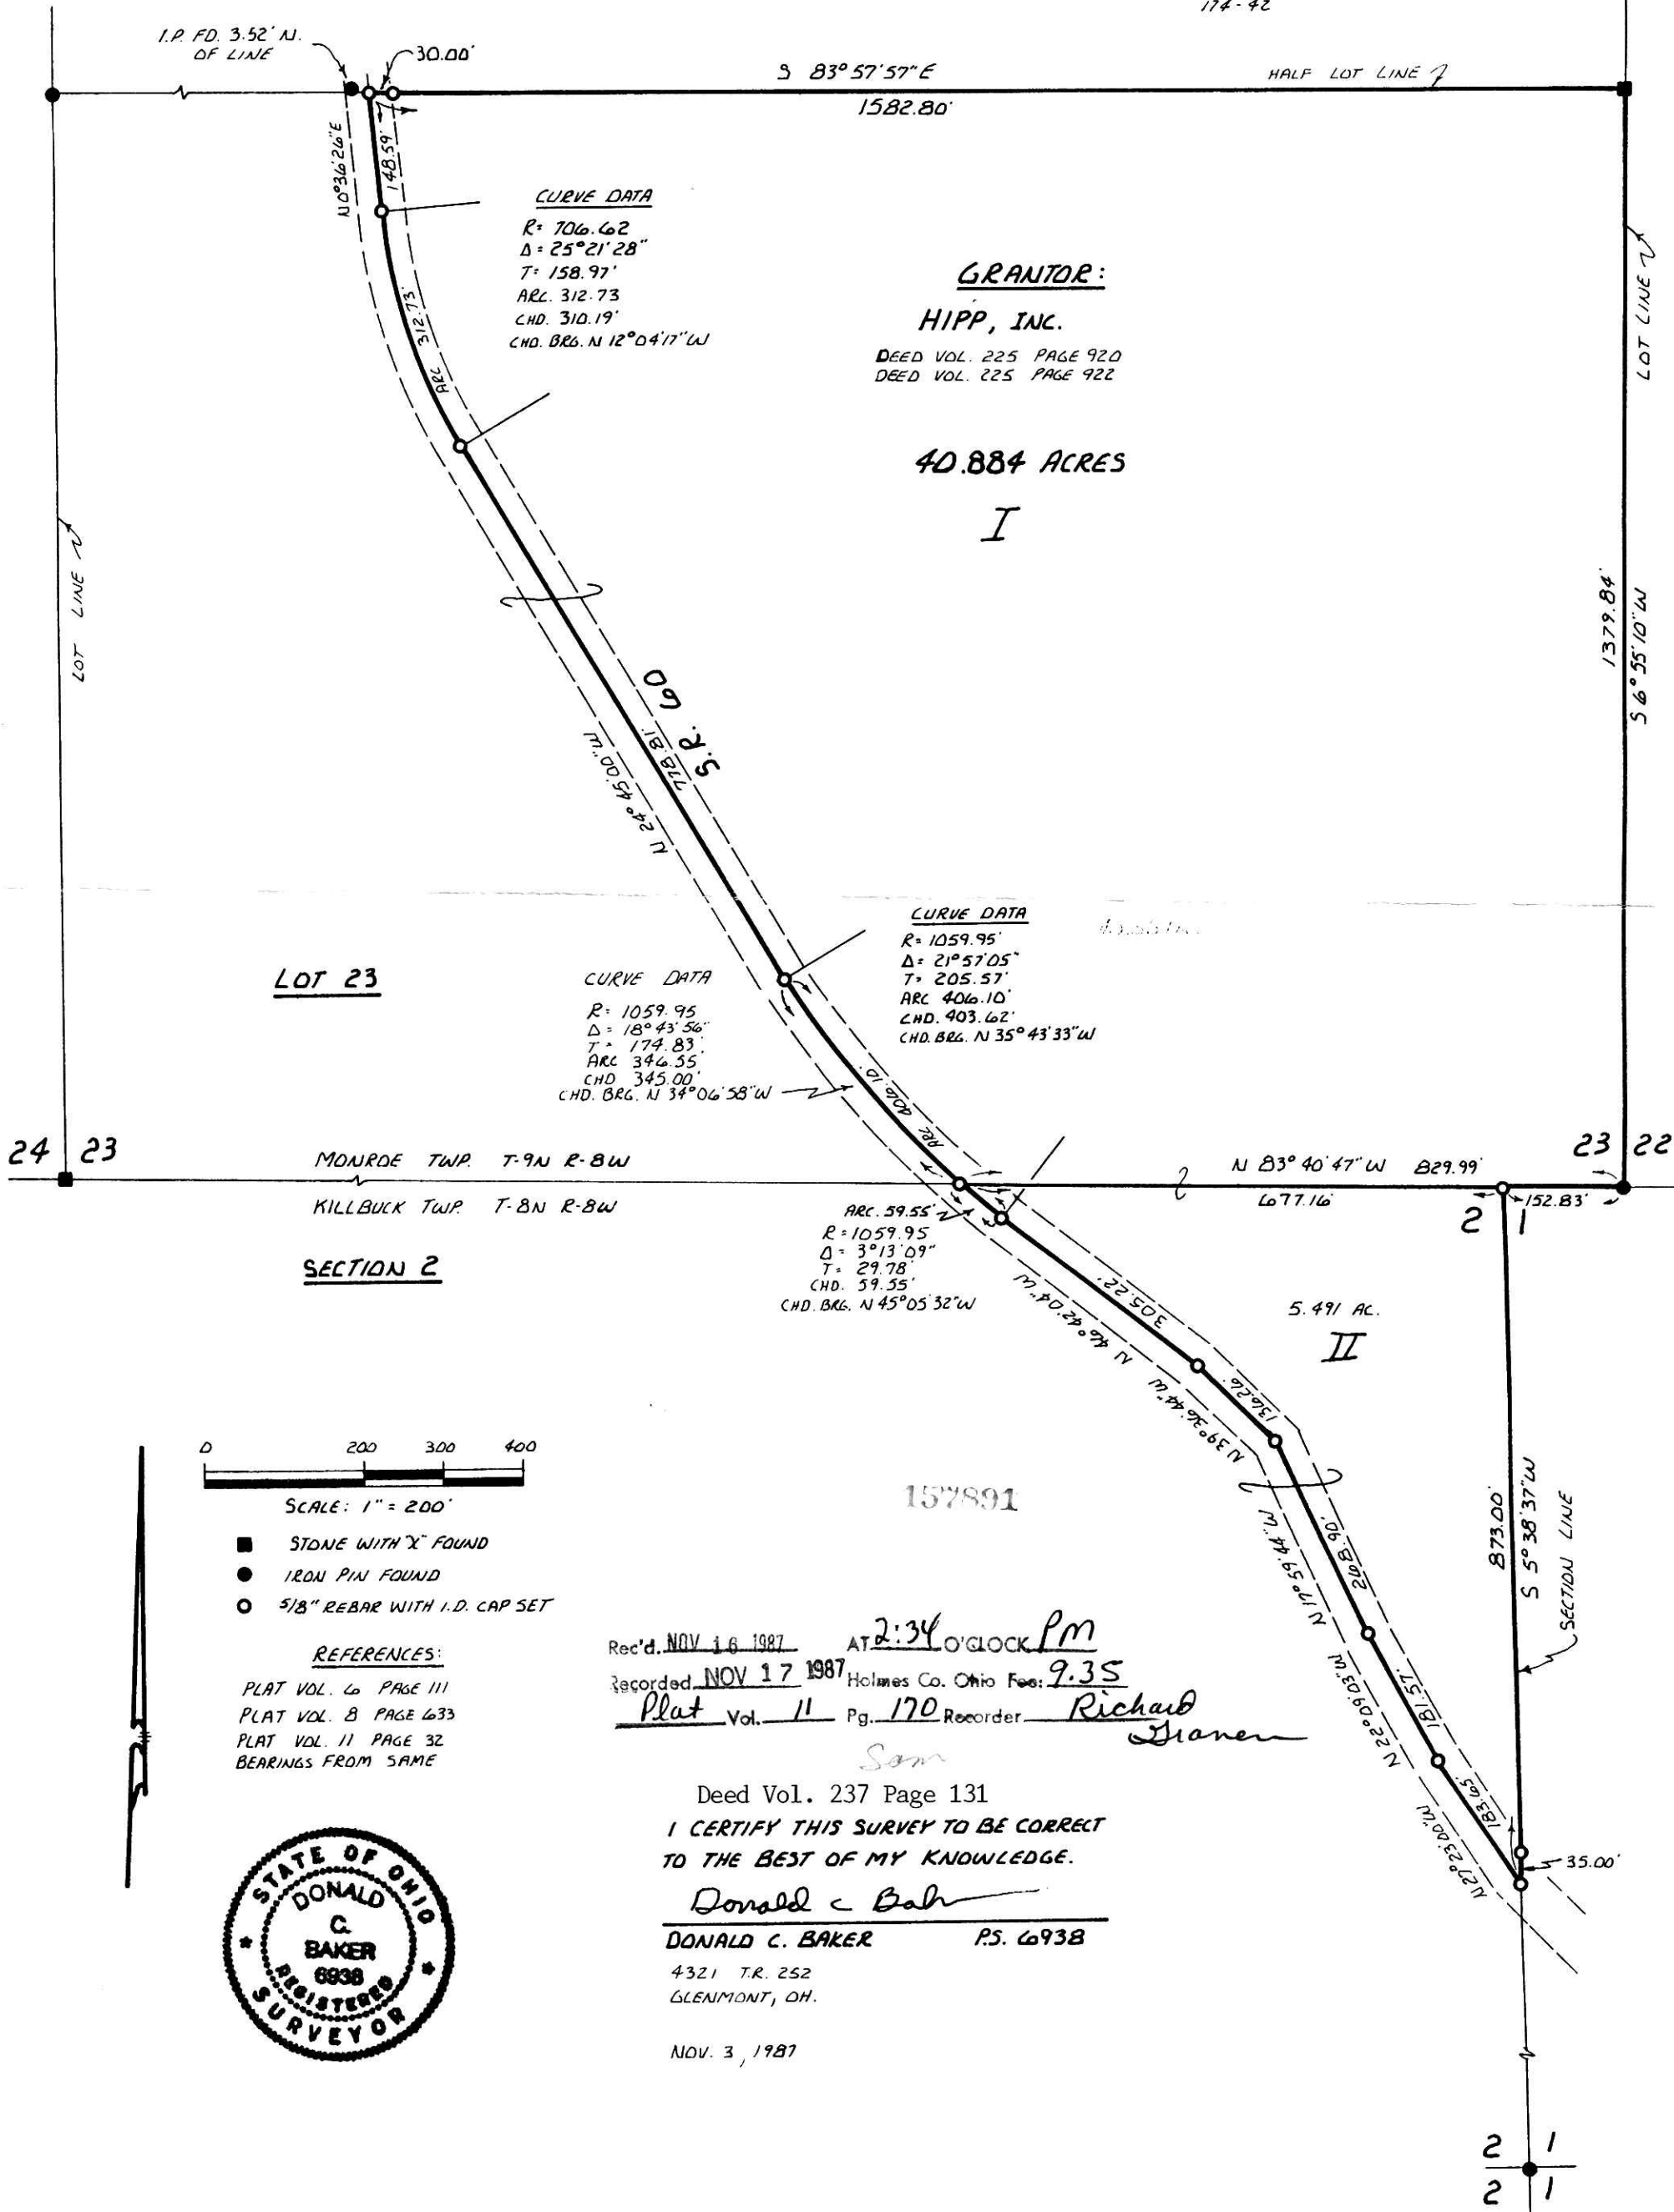 174-42
I.P. FD. 3.52' N.
OF LINE
30.00'
S 83° 57' 57" E
HALF LOT LINE
1582.80'
N 0° 36' 26" E
148.59'
CURVE DATA
R= 706.62
Δ = 25° 21' 28"
T= 158.97'
ARC. 312.73
CHD. 310.19'
CHD. BRG. N 12° 04' 17" W
ARC 312.73'
GRANTOR:
HIPP, INC.
DEED VOL. 225 PAGE 920
DEED VOL. 225 PAGE 922
40.884 ACRES
I
LOT LINE
LOT LINE
1379.84'
S 6° 55' 10" W
S.R. 60
778.81'
N 24° 45' 00" W
LOT 23
CURVE DATA
R= 1059.95'
Δ = 21° 57' 05"
T= 205.57'
ARC 406.10'
CHD. 403.62'
CHD. BRG. N 35° 43' 33" W
CURVE DATA
R= 1059.95
Δ = 18° 43' 56"
T= 174.83'
ARC 346.55'
CHD 345.00'
CHD. BRG. N 34° 06' 58" W
ARC 406.10'
24 23
MONROE TWP. T-9N R-8W
KILLBUCK TWP. T-8N R-8W
23 22
N 83° 40' 47" W 829.99'
677.16
152.83'
2 1
SECTION 2
ARC. 59.55'
R= 1059.95
Δ = 3° 13' 09"
T= 29.78'
CHD. 59.55'
CHD. BRG. N 45° 05' 32" W
305.22'
N 46° 42' 04" W
5.491 AC.
II
136.26'
N 39° 36' 44" W
268.90'
N 17° 59' 44" W
181.57'
N 22° 09' 03" W
183.65'
N 27° 23' 00" W
35.00'
873.00'
S 5° 38' 37" W
SECTION LINE
0 200 300 400
SCALE: 1" = 200'
STONE WITH "X" FOUND
IRON PIN FOUND
5/8" REBAR WITH I.D. CAP SET
REFERENCES:
PLAT VOL. 6 PAGE 111
PLAT VOL. 8 PAGE 633
PLAT VOL. 11 PAGE 32
BEARINGS FROM SAME
157891
Rec'd. NOV 16 1987 AT 2:34 O'CLOCK PM
Recorded NOV 17 1987 Holmes Co. Ohio Fee: 9.35
Plat Vol. 11 Pg. 170 Recorder Richard
Sam
Deed Vol. 237 Page 131
I CERTIFY THIS SURVEY TO BE CORRECT
TO THE BEST OF MY KNOWLEDGE.
Donald C Bak
DONALD C. BAKER P.S. 6938
4321 T.R. 252
GLENMONT, OH.
NOV. 3, 1987
STATE OF OHIO
DONALD
C.
BAKER
6938
REGISTERED
SURVEYOR
2 1
2 1